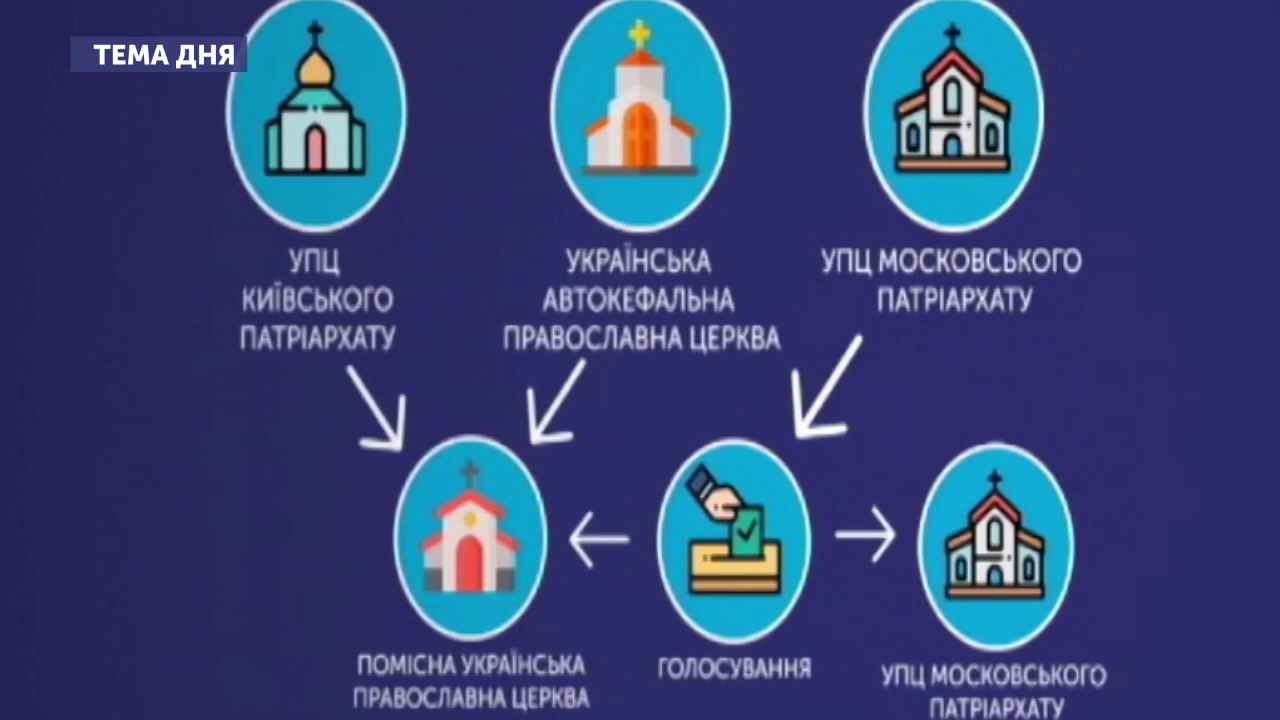 ТЕМА ДНЯ
УПЦ
КИЇВСЬКОГО
ПАТРІАРХАТУ
УКРАЇНСЬКА
АВТОКЕФАЛЬНА
ПРАВОСЛАВНА ЦЕРКВА
УПЦ МОСКОВСЬКОГО
ПАТРІАРХАТУ
ПОМІСНА УКРАЇНСЬКА
ПРАВОСЛАВНА ЦЕРКВА
ГОЛОСУВАННЯ
УПЦ МОСКОВСЬКОГО
ПАТРІАРХАТУ